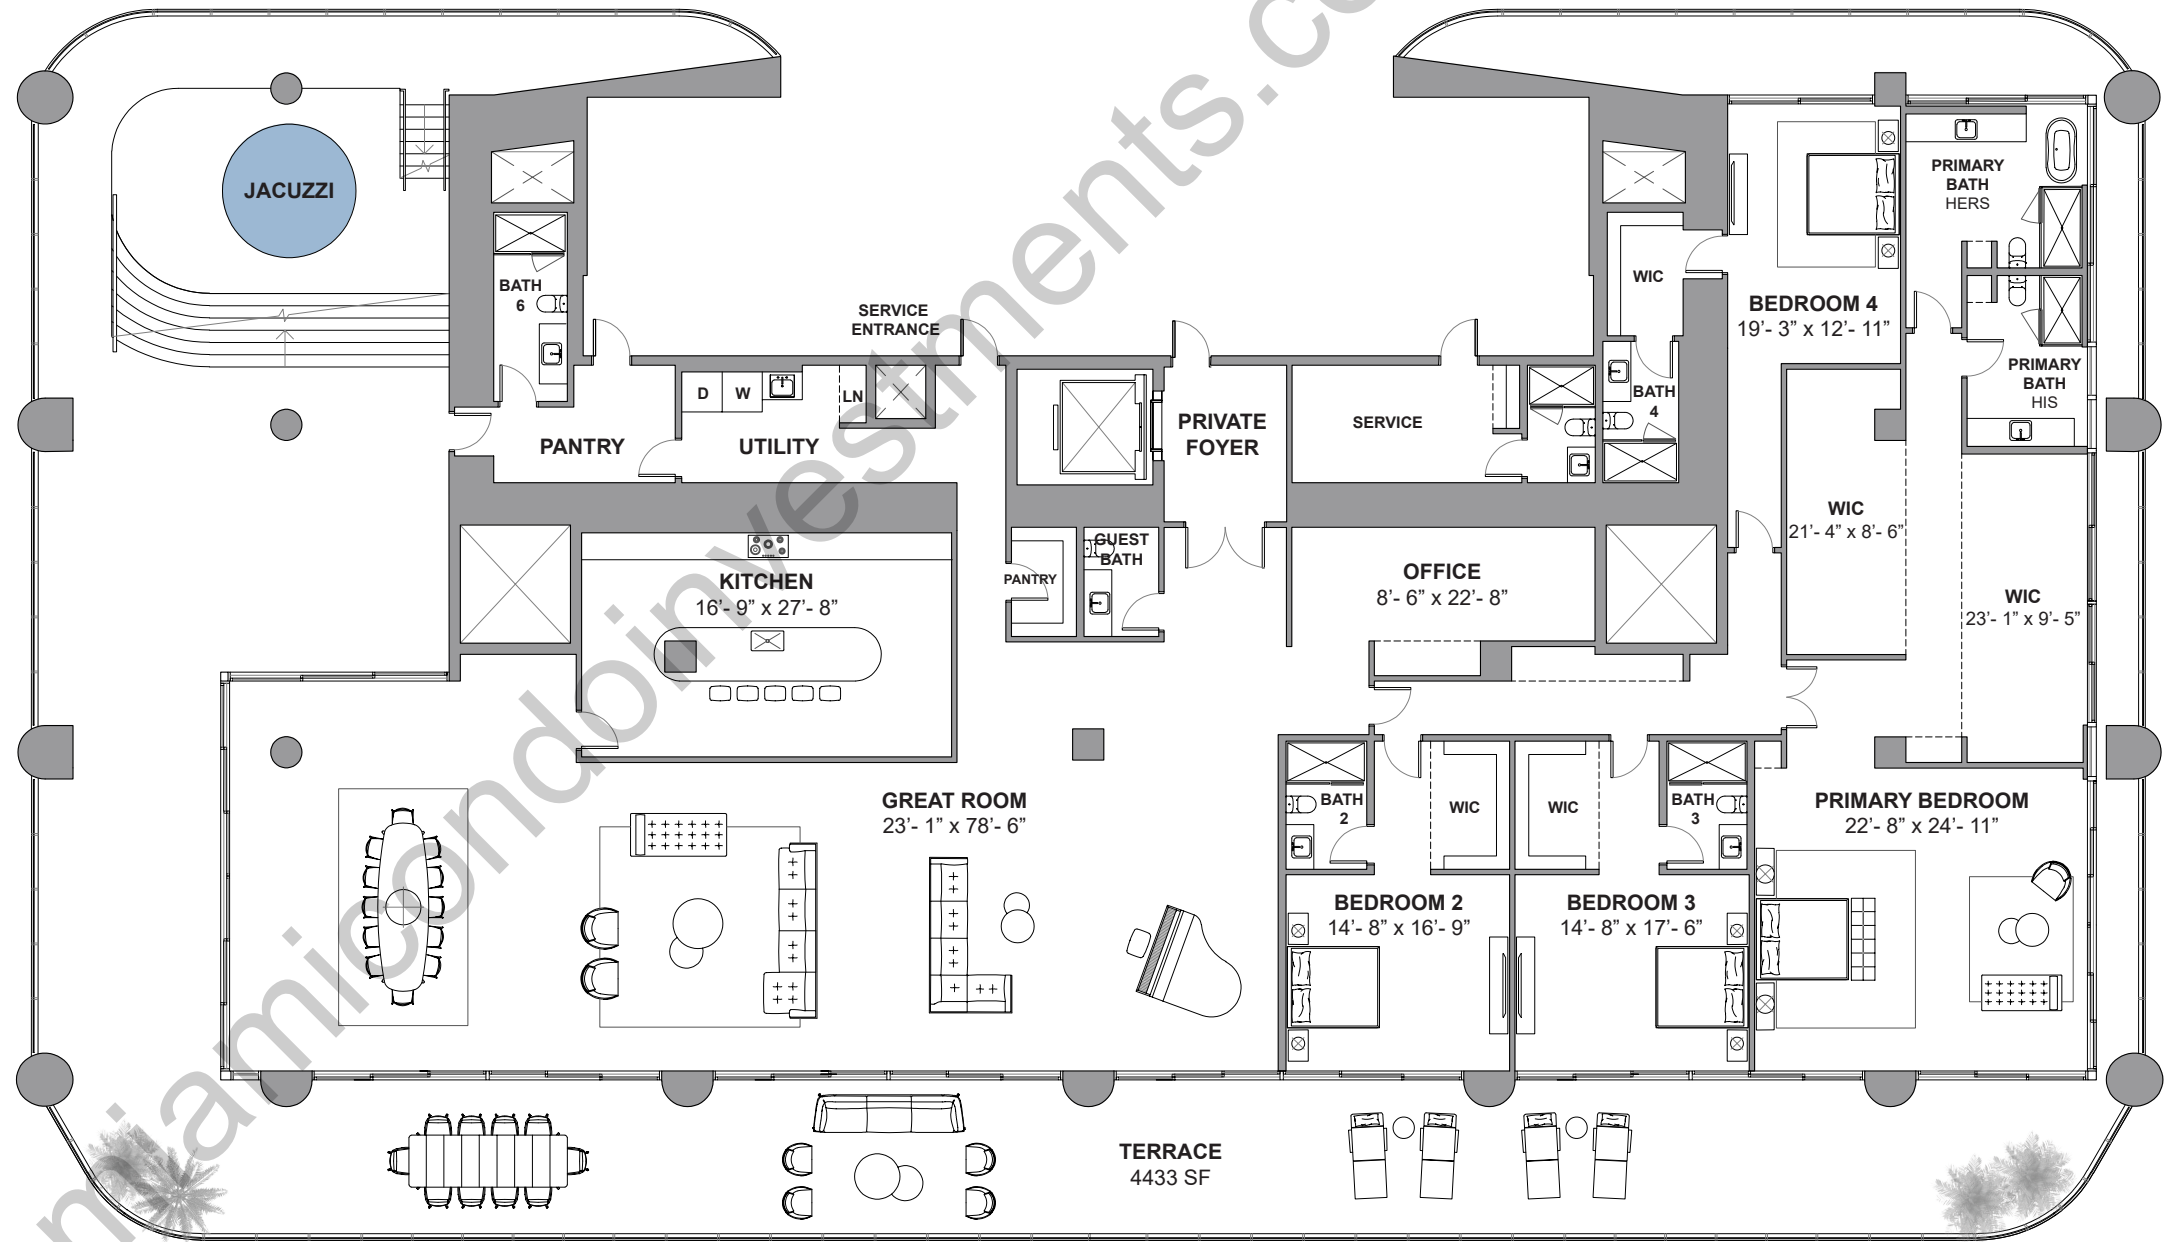 JACUZZI
PRIMARY
BATH
HERS
WIC
BATH
6
BEDROOM 4
19’- 3” x 12’- 11”
SERVICE
ENTRANCE
PRIMARY
BATH
HIS
D
W
LN
BATH
4
PRIVATE
FOYER
SERVICE
PANTRY
UTILITY
WIC
21’- 4” x 8’- 6”
GUEST
BATH
PANTRY
KITCHEN
16’- 9” x 27’- 8”
OFFICE
8’- 6” x 22’- 8”
WIC
23’- 1” x 9’- 5”
GREAT ROOM
23’- 1” x 78’- 6”
BATH
2
WIC
WIC
BATH
3
PRIMARY BEDROOM
22’- 8” x 24’- 11”
BEDROOM 2
14’- 8” x 16’- 9”
BEDROOM 3
14’- 8” x 17’- 6”
TERRACE
4433 SF
miamicondoinvestments.co